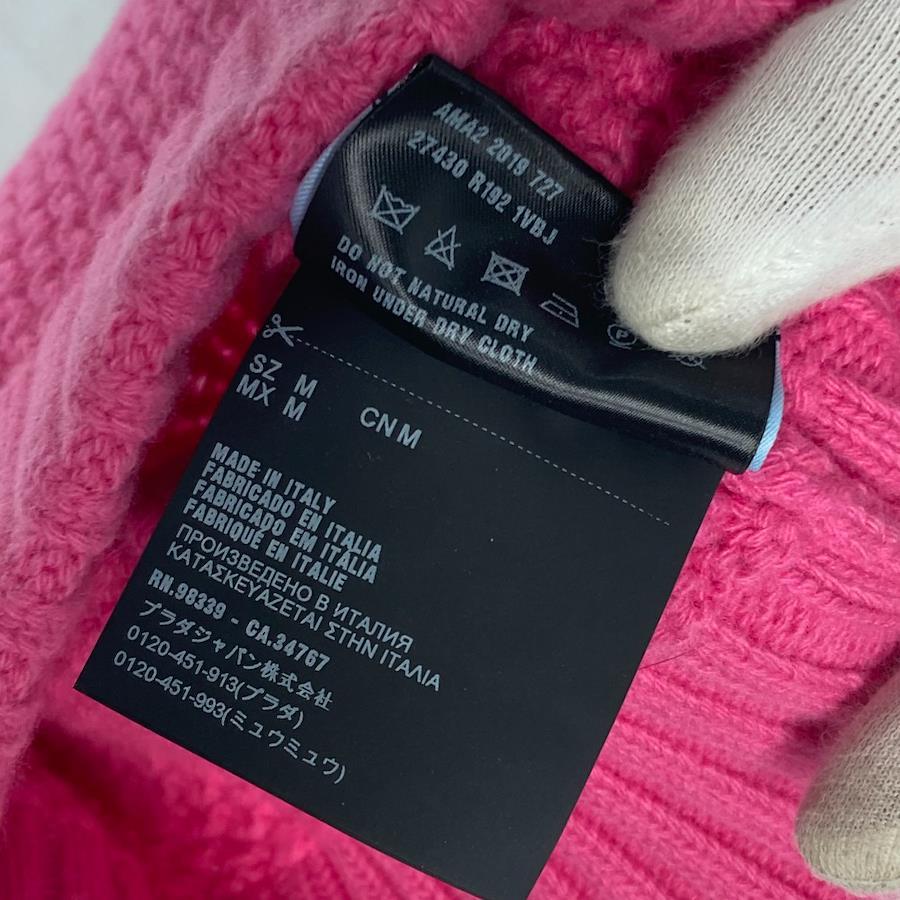 AMA2 2019 727
27430 R192 1VBJ
DO NOT NATURAL DRY
IRON UNDER DRY CLOTH
SZ M
MX M
CN M
MADE IN ITALY
FABRICADO EN ITALIA
FABRICADO EM ITALIA
FABRIQUÉ EN ITALIE
ПРОИЗВЕДЕНО В ИТАЛИЯ
ΚΑΤΑΣΚΕΥΑΖΕΤΑΙ ΣΤΗΝ ΙΤΑΛΙΑ
RN.98339 - CA.34767
プラダジャパン株式会社
0120-451-913(プラダ)
0120-451-993(ミュウミュウ)